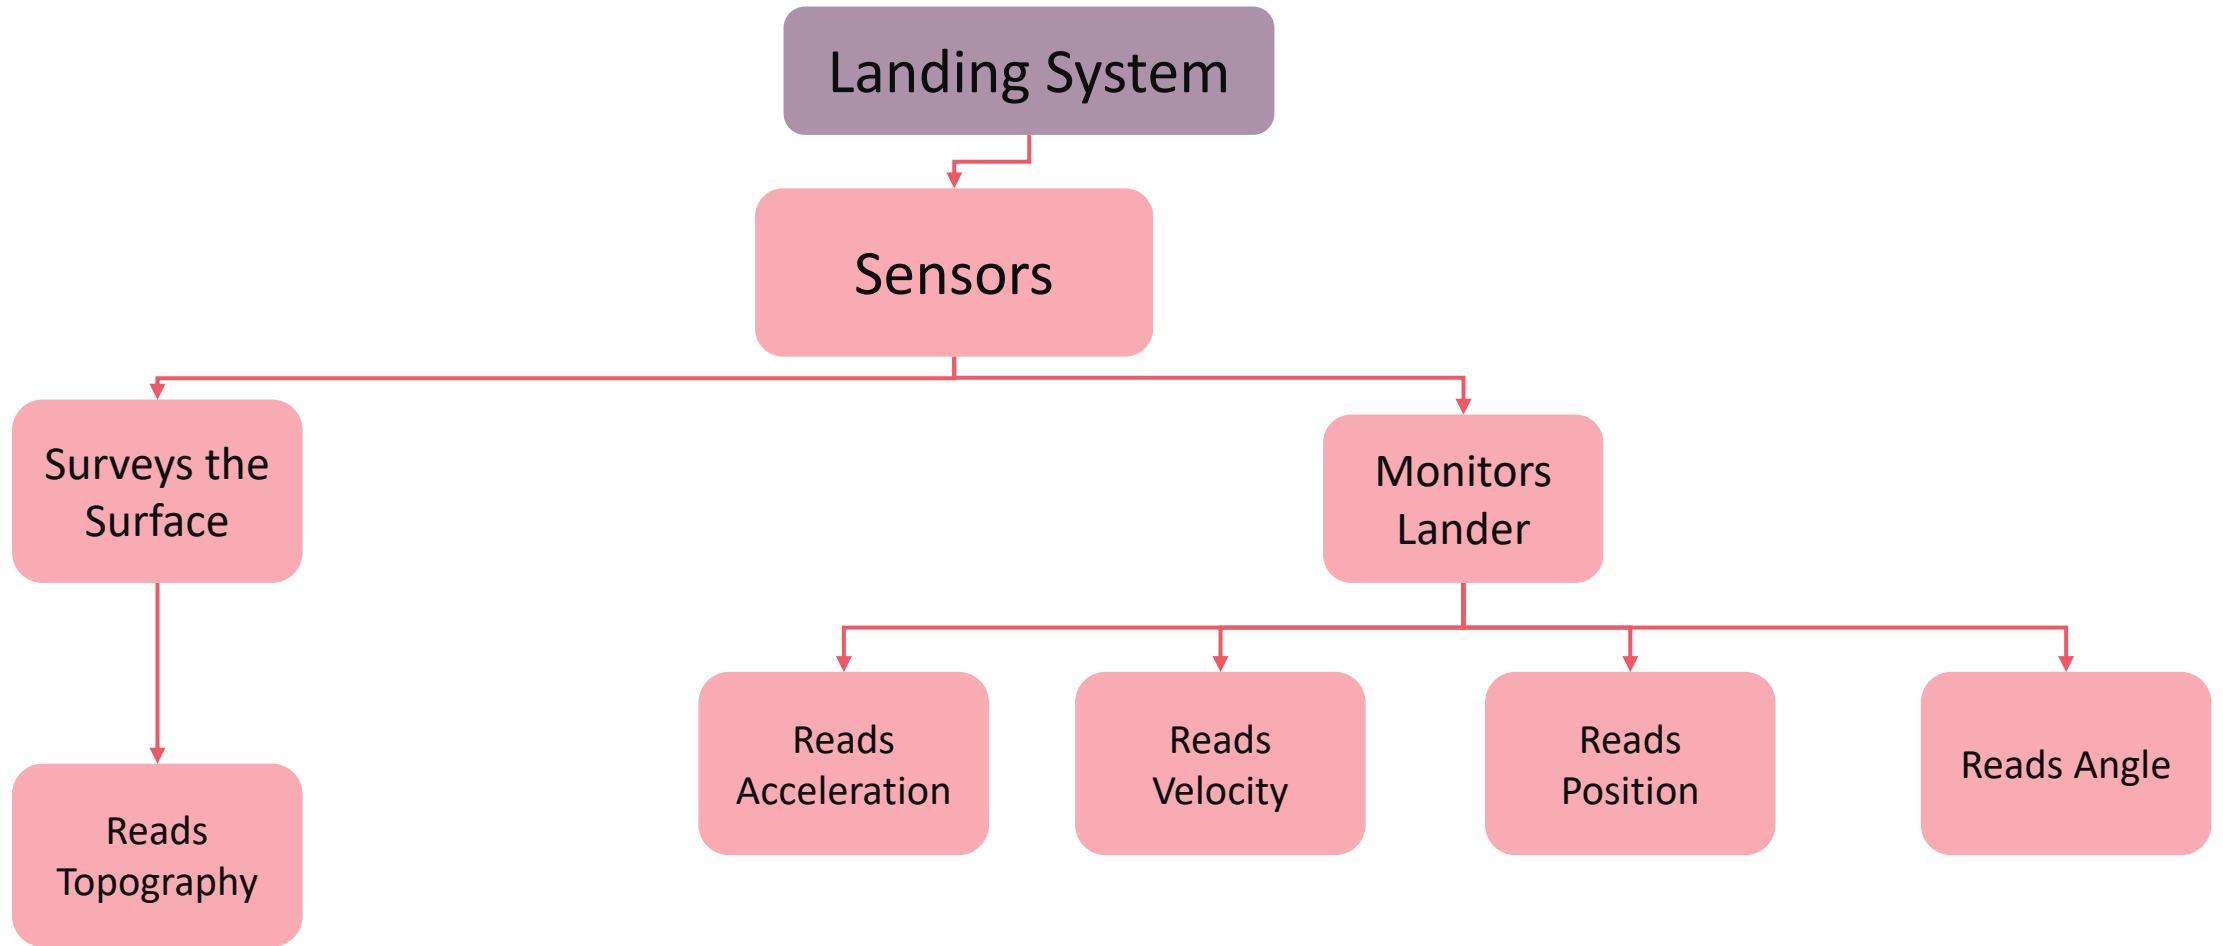 Landing System
Sensors
Surveys the
Surface
Monitors
Lander
Reads
Acceleration
Reads
Velocity
Reads
Position
Reads Angle
Reads
Topography